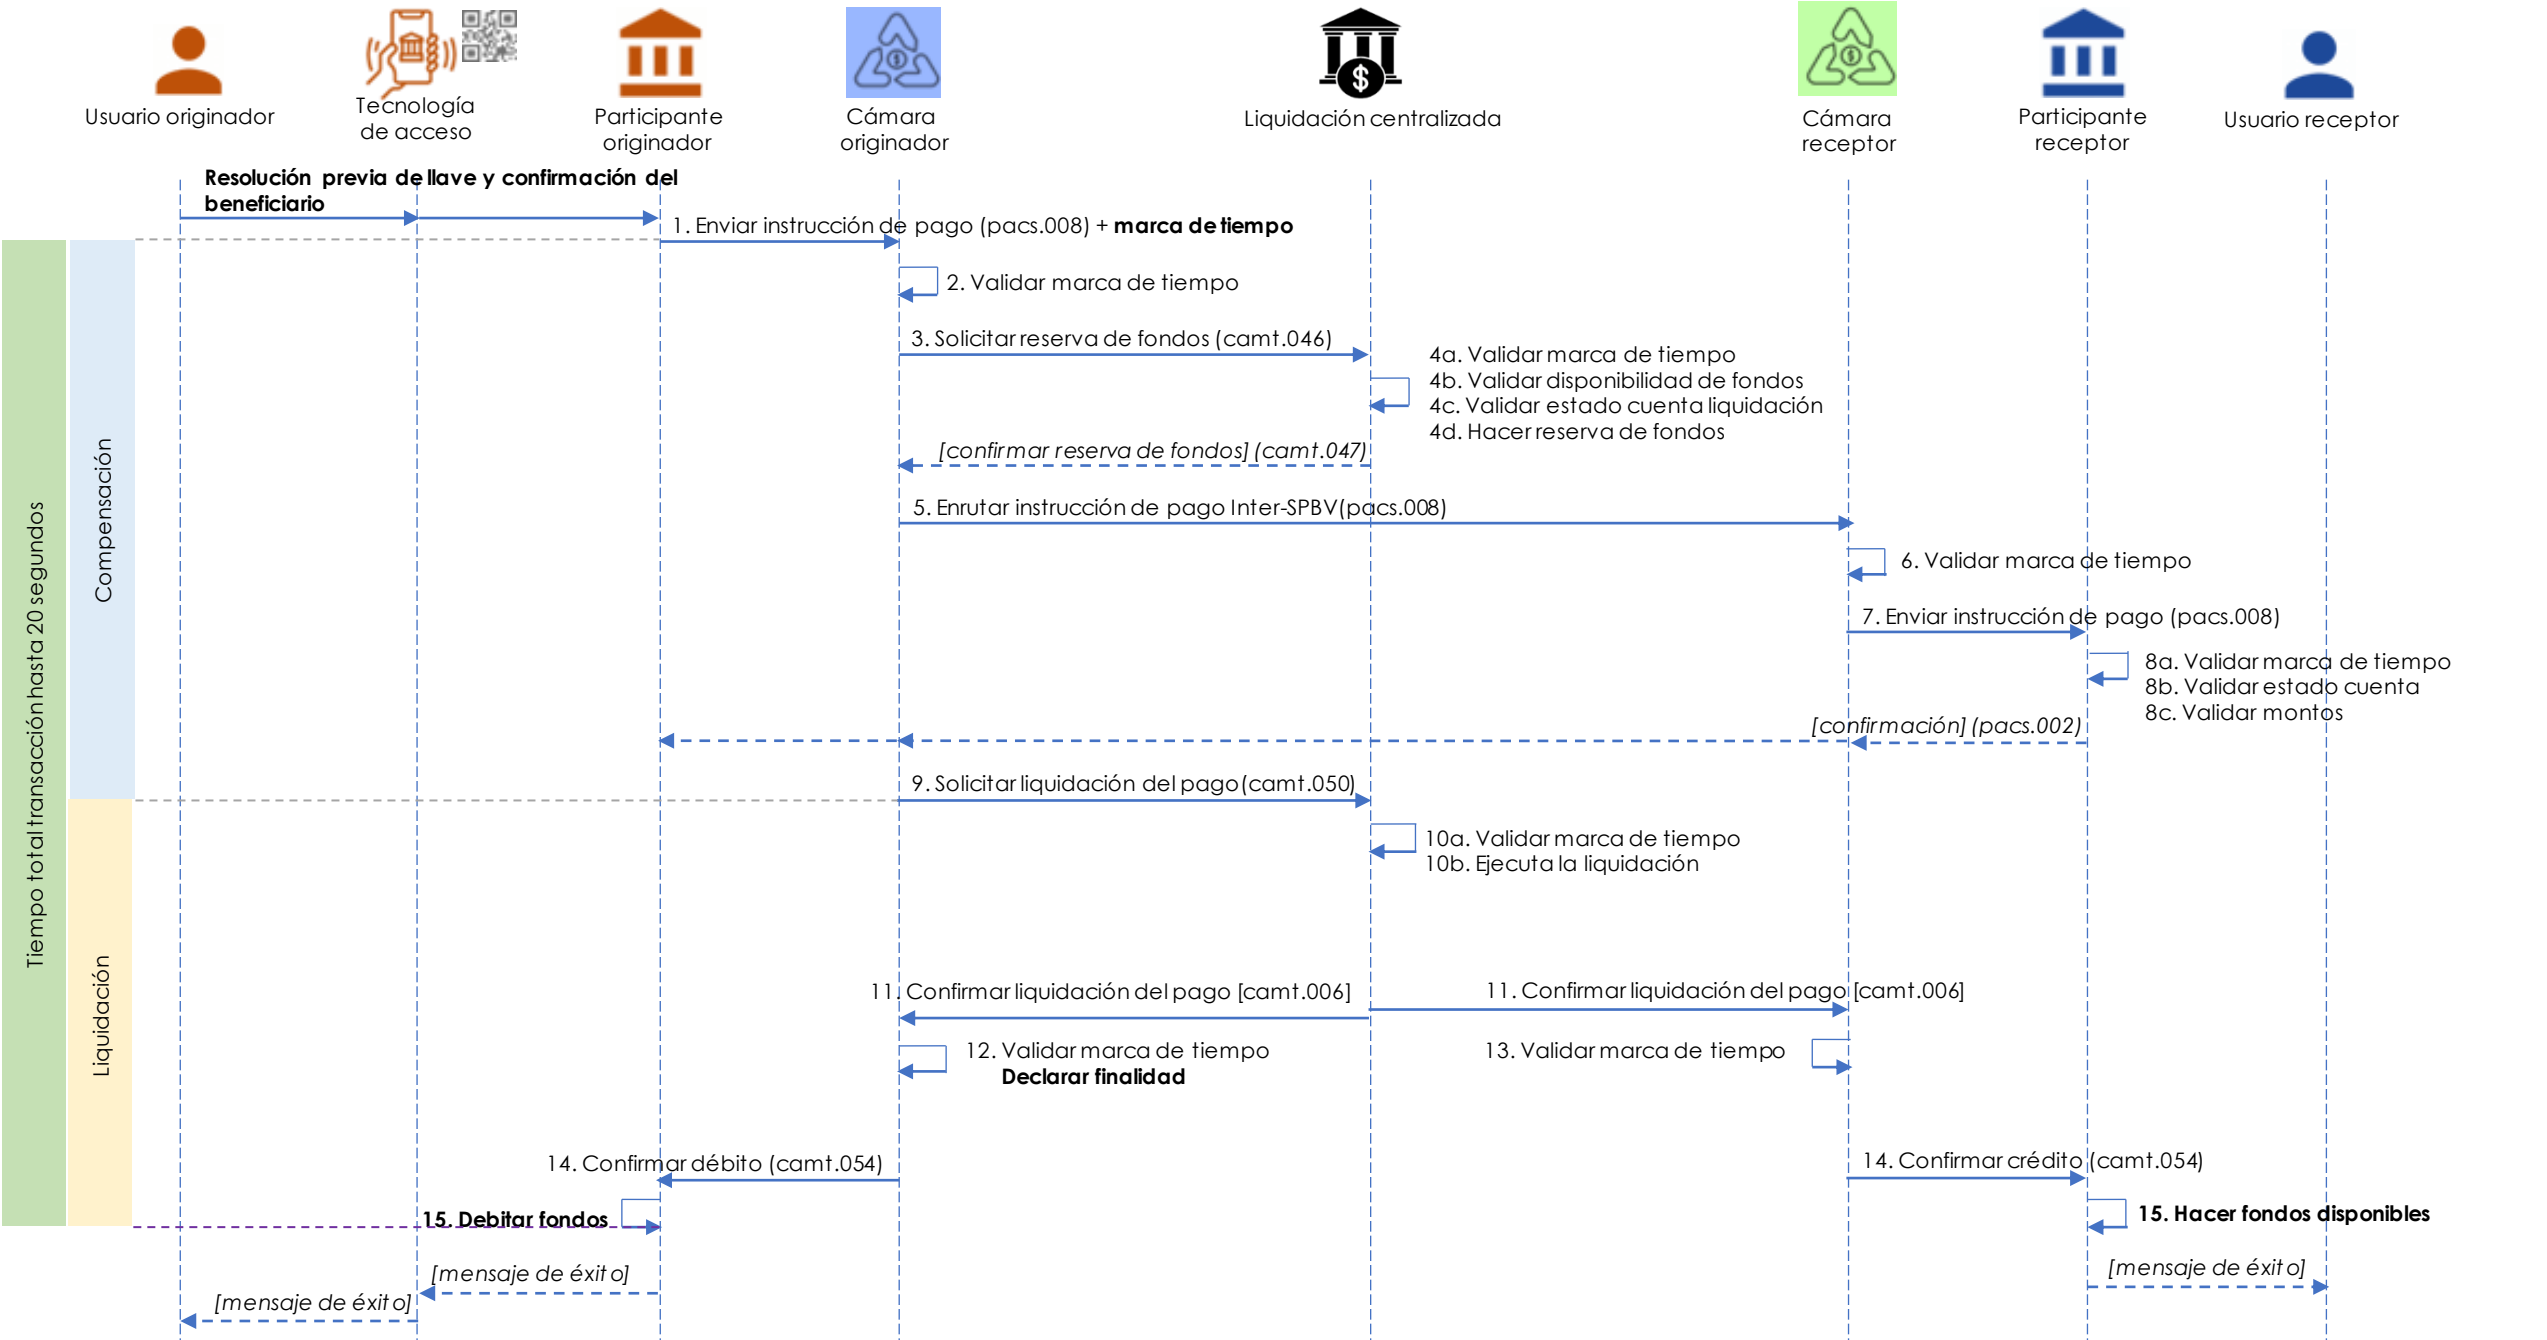 Usuario originador
Tecnología
de acceso
Participante
originador
Cámara
originador
Liquidación centralizada
Cámara
receptor
Participante
receptor
Usuario receptor
Resolución previa de llave y confirmación del
beneficiario
1. Enviar instrucción de pago (pacs.008) + marca de tiempo
2. Validar marca de tiempo
3. Solicitar reserva de fondos (camt.046)
4a. Validar marca de tiempo
4b. Validar disponibilidad de fondos
4c. Validar estado cuenta liquidación
4d. Hacer reserva de fondos
[confirmar reserva de fondos] (camt.047)
5. Enrutar instrucción de pago Inter-SPBV(pacs.008)
6. Validar marca de tiempo
7. Enviar instrucción de pago (pacs.008)
8a. Validar marca de tiempo
8b. Validar estado cuenta
8c. Validar montos
[confirmación] (pacs.002)
9. Solicitar liquidación del pago(camt.050)
10a. Validar marca de tiempo
10b. Ejecuta la liquidación
11. Confirmar liquidación del pago [camt.006]
11. Confirmar liquidación del pago [camt.006]
12. Validar marca de tiempo
Declarar finalidad
13. Validar marca de tiempo
14. Confirmar débito (camt.054)
14. Confirmar crédito (camt.054)
15. Debitar fondos
15. Hacer fondos disponibles
[mensaje de éxito]
[mensaje de éxito]
[mensaje de éxito]
Tiempo total transacción hasta 20 segundos
Compensación
Liquidación